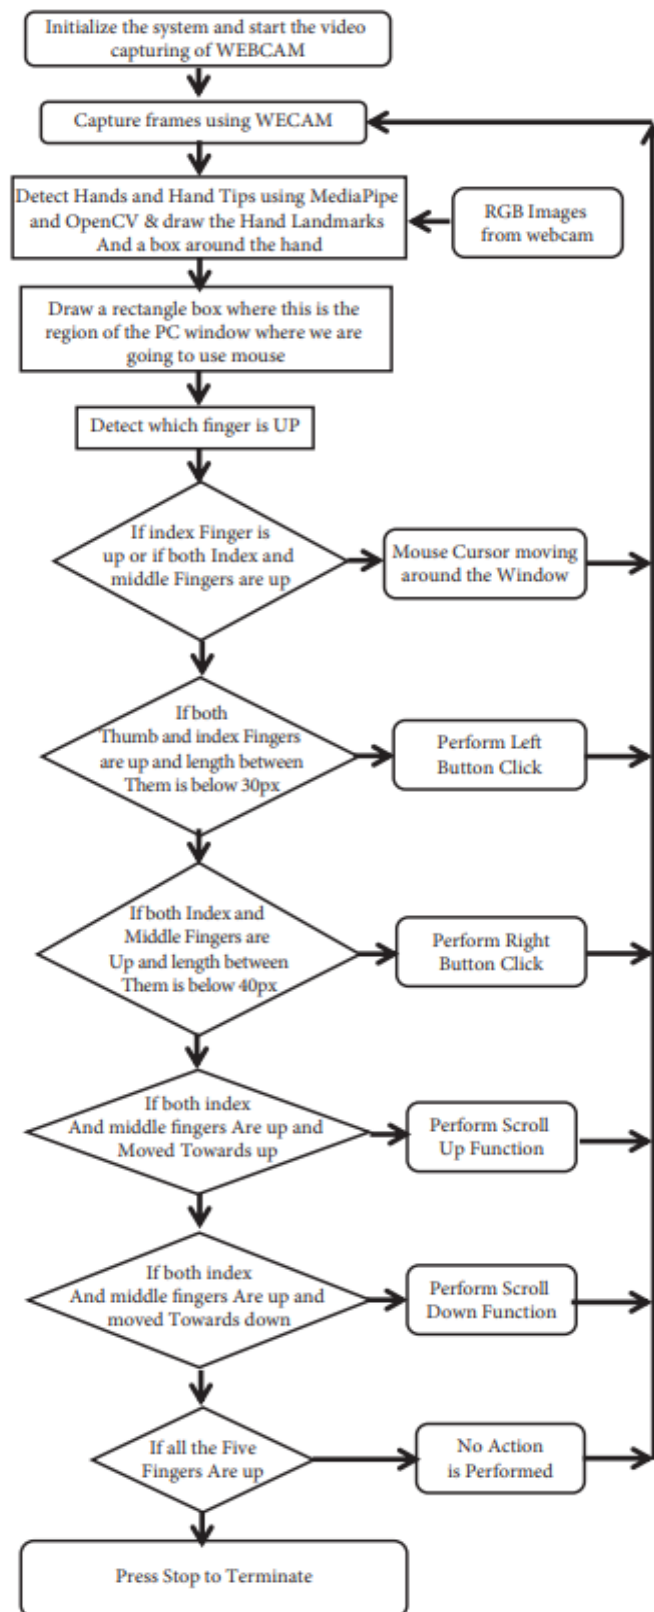 Initialize the system and start the video
capturing of WEBCAM
Capture frames using WECAM
Detect Hands and Hand Tips using MediaPipe
and OpenCV & draw the Hand Landmarks
And a box around the hand
RGB Images
from webcam
Draw a rectangle box where this is the
region of the PC window where we are
going to use mouse
Detect which finger is UP
If index Finger is
up or if both Index and
middle Fingers are up
Mouse Cursor moving
around the Window
If both
Thumb and index Fingers
are up and length between
Them is below 30px
Perform Left
Button Click
If both Index and
Middle Fingers are
Up and length between
Them is below 40px
Perform Right
Button Click
If both index
And middle fingers Are up and
Moved Towards up
Perform Scroll
Up Function
If both index
And middle fingers Are up and
moved Towards down
Perform Scroll
Down Function
If all the Five
Fingers Are up
No Action
is Performed
Press Stop to Terminate